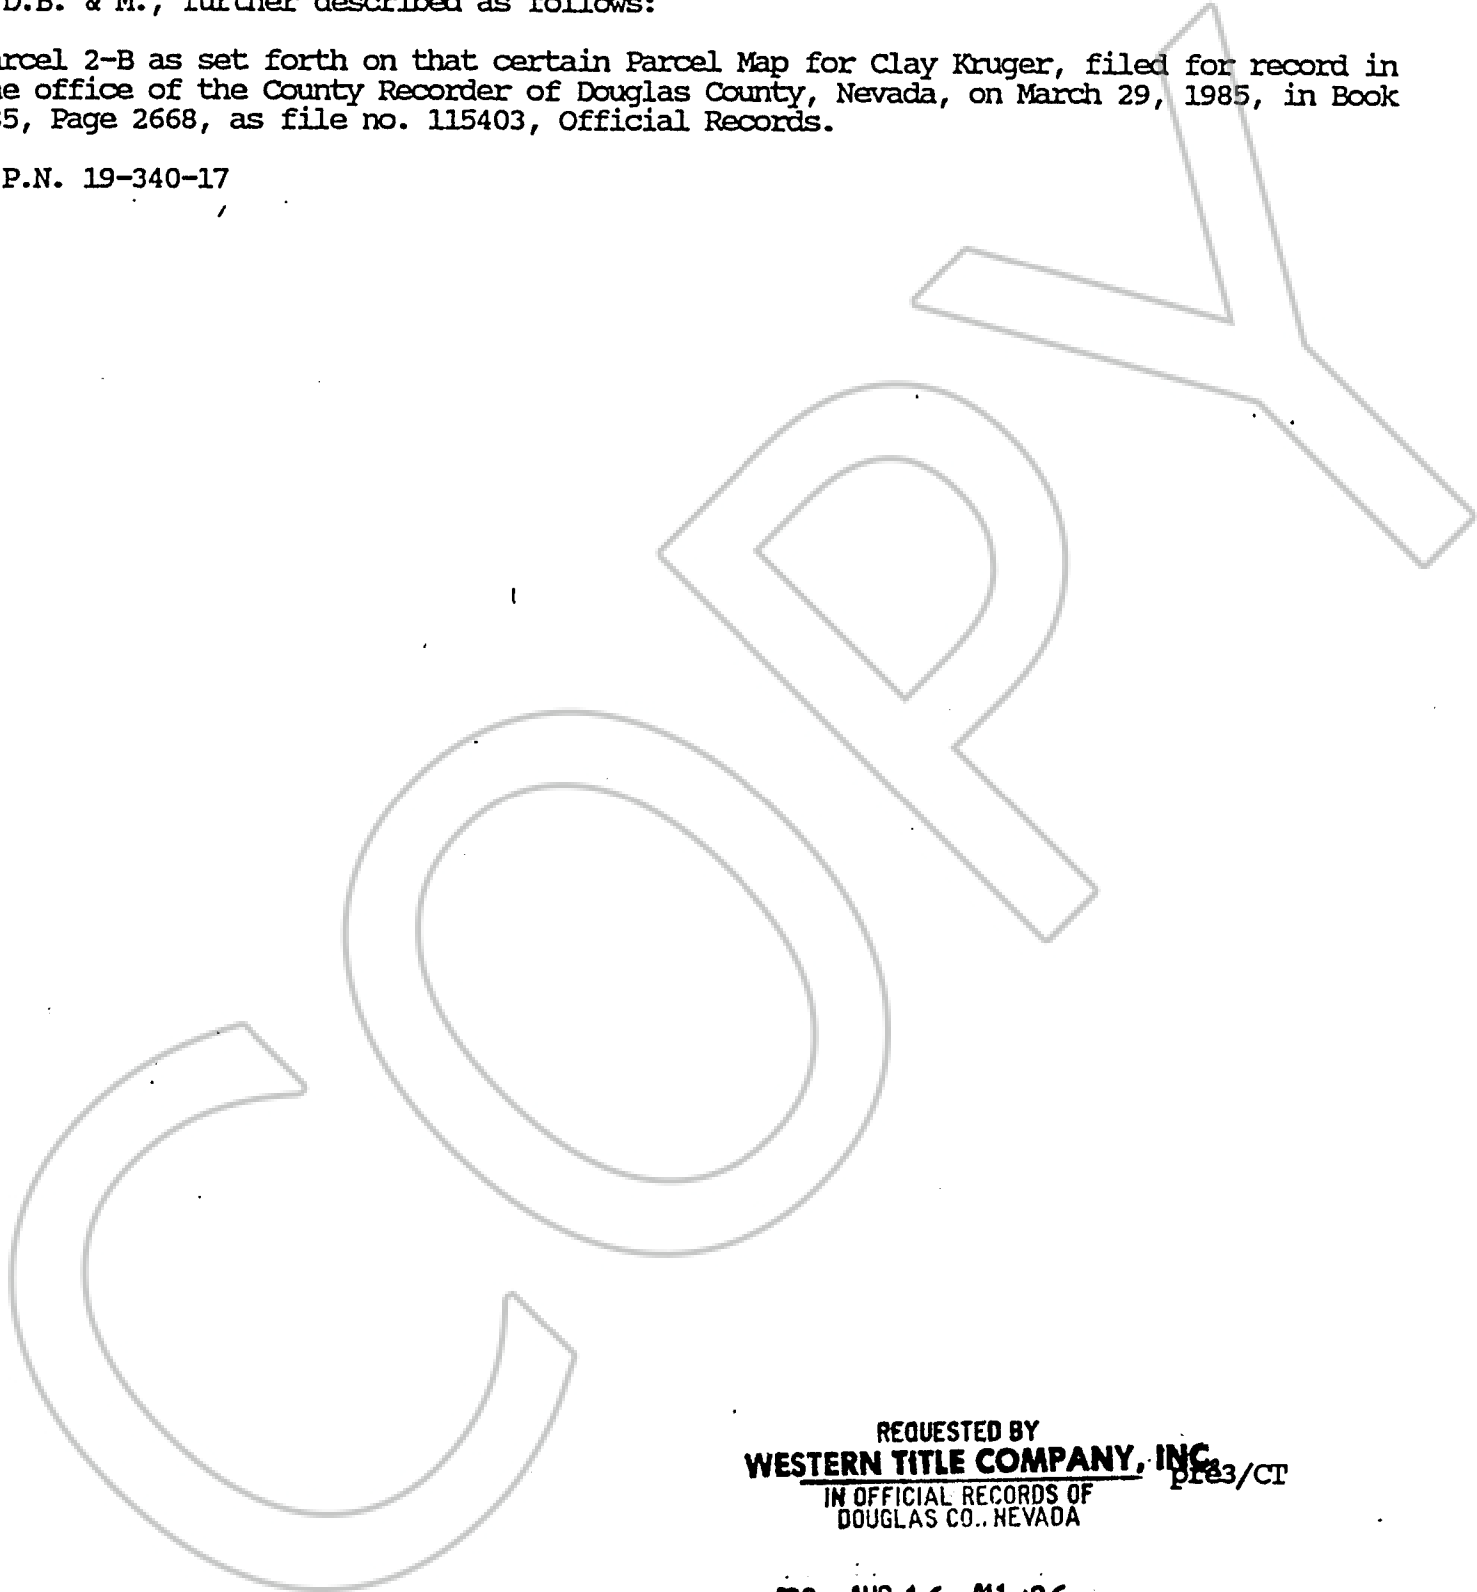 D.B. & M., further described as follows:
rcel 2-B as set forth on that certain Parcel Map for Clay Kruger, filed for record in
e office of the County Recorder of Douglas County, Nevada, on March 29, 1985, in Book
5, Page 2668, as file no. 115403, Official Records.
P.N. 19-340-17
COPY
REQUESTED BY
WESTERN TITLE COMPANY, INC.
pre3/CT
IN OFFICIAL RECORDS OF
DOUGLAS CO., NEVADA